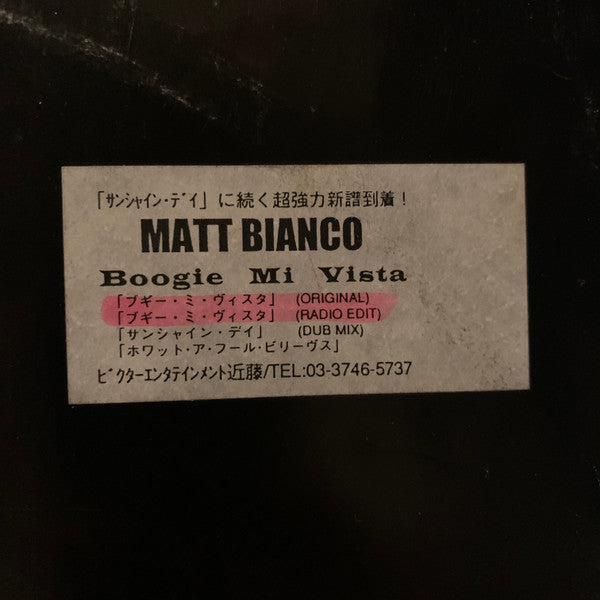 「サンシャイン・デイ」に続く超強力新譜到着！
MATT BIANCO
Boogie Mi Vista
「ブギー・ミ・ヴィスタ」 (ORIGINAL)
「ブギー・ミ・ヴィスタ」 (RADIO EDIT)
「サンシャイン・デイ」 (DUB MIX)
「ホワット・ア・フール・ビリーヴス」
ビクターエンタテインメント近藤/TEL:03-3746-5737